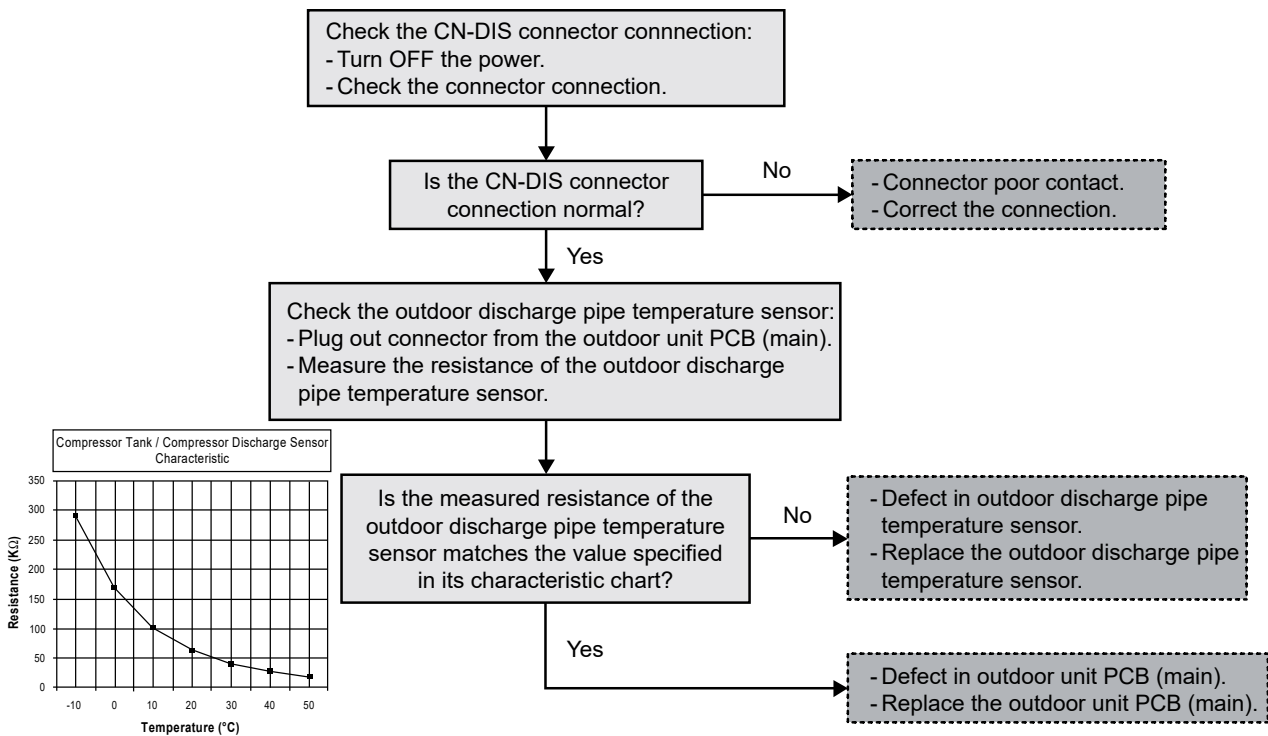 Check the CN-DIS connector connnection:
- Turn OFF the power.
- Check the connector connection.
Is the CN-DIS connector
connection normal?
No
- Connector poor contact.
- Correct the connection.
Yes
Check the outdoor discharge pipe temperature sensor:
- Plug out connector from the outdoor unit PCB (main).
- Measure the resistance of the outdoor discharge
pipe temperature sensor.
Compressor Tank / Compressor Discharge Sensor
Characteristic
Resistance (KΩ)
350
300
250
200
150
100
50
0
-10 0 10 20 30 40 50
Temperature (°C)
Is the measured resistance of the
outdoor discharge pipe temperature
sensor matches the value specified
in its characteristic chart?
No
- Defect in outdoor discharge pipe
temperature sensor.
- Replace the outdoor discharge pipe
temperature sensor.
Yes
- Defect in outdoor unit PCB (main).
- Replace the outdoor unit PCB (main).